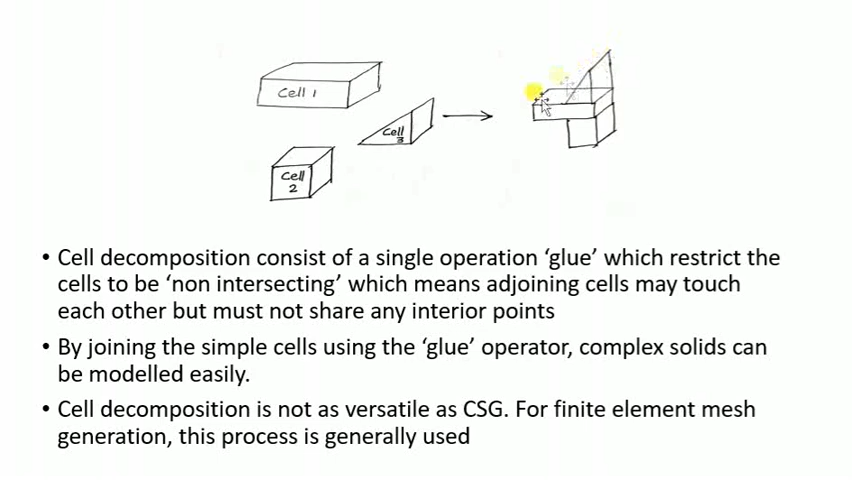 Cell 1
Cell
3
Cell
2
• Cell decomposition consist of a single operation ‘glue’ which restrict the
cells to be ‘non intersecting’ which means adjoining cells may touch
each other but must not share any interior points
• By joining the simple cells using the ‘glue’ operator, complex solids can
be modelled easily.
• Cell decomposition is not as versatile as CSG. For finite element mesh
generation, this process is generally used